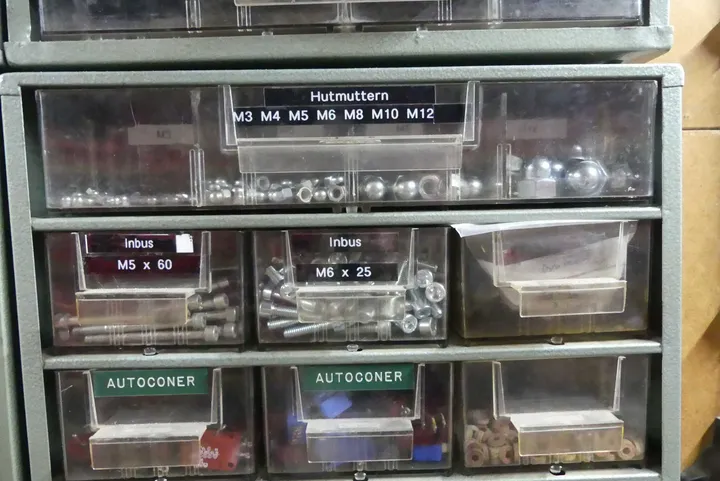 Hutmuttern
M3 M4 M5 M6 M8 M10 M12
Inbus
M5 x 60
Inbus
M6 x 25
AUTOCONER
AUTOCONER